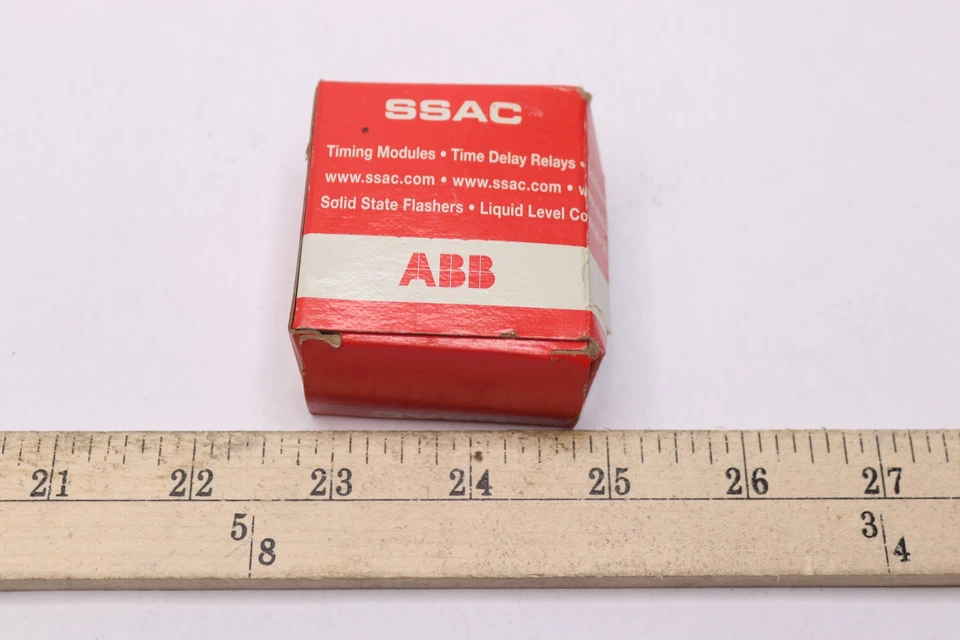 SSAC
Timing Modules • Time Delay Relays •
www.ssac.com • www.ssac.com •
Solid State Flashers • Liquid Level Co
ABB
21 22 23 24 25 26 27
5 8 3 4